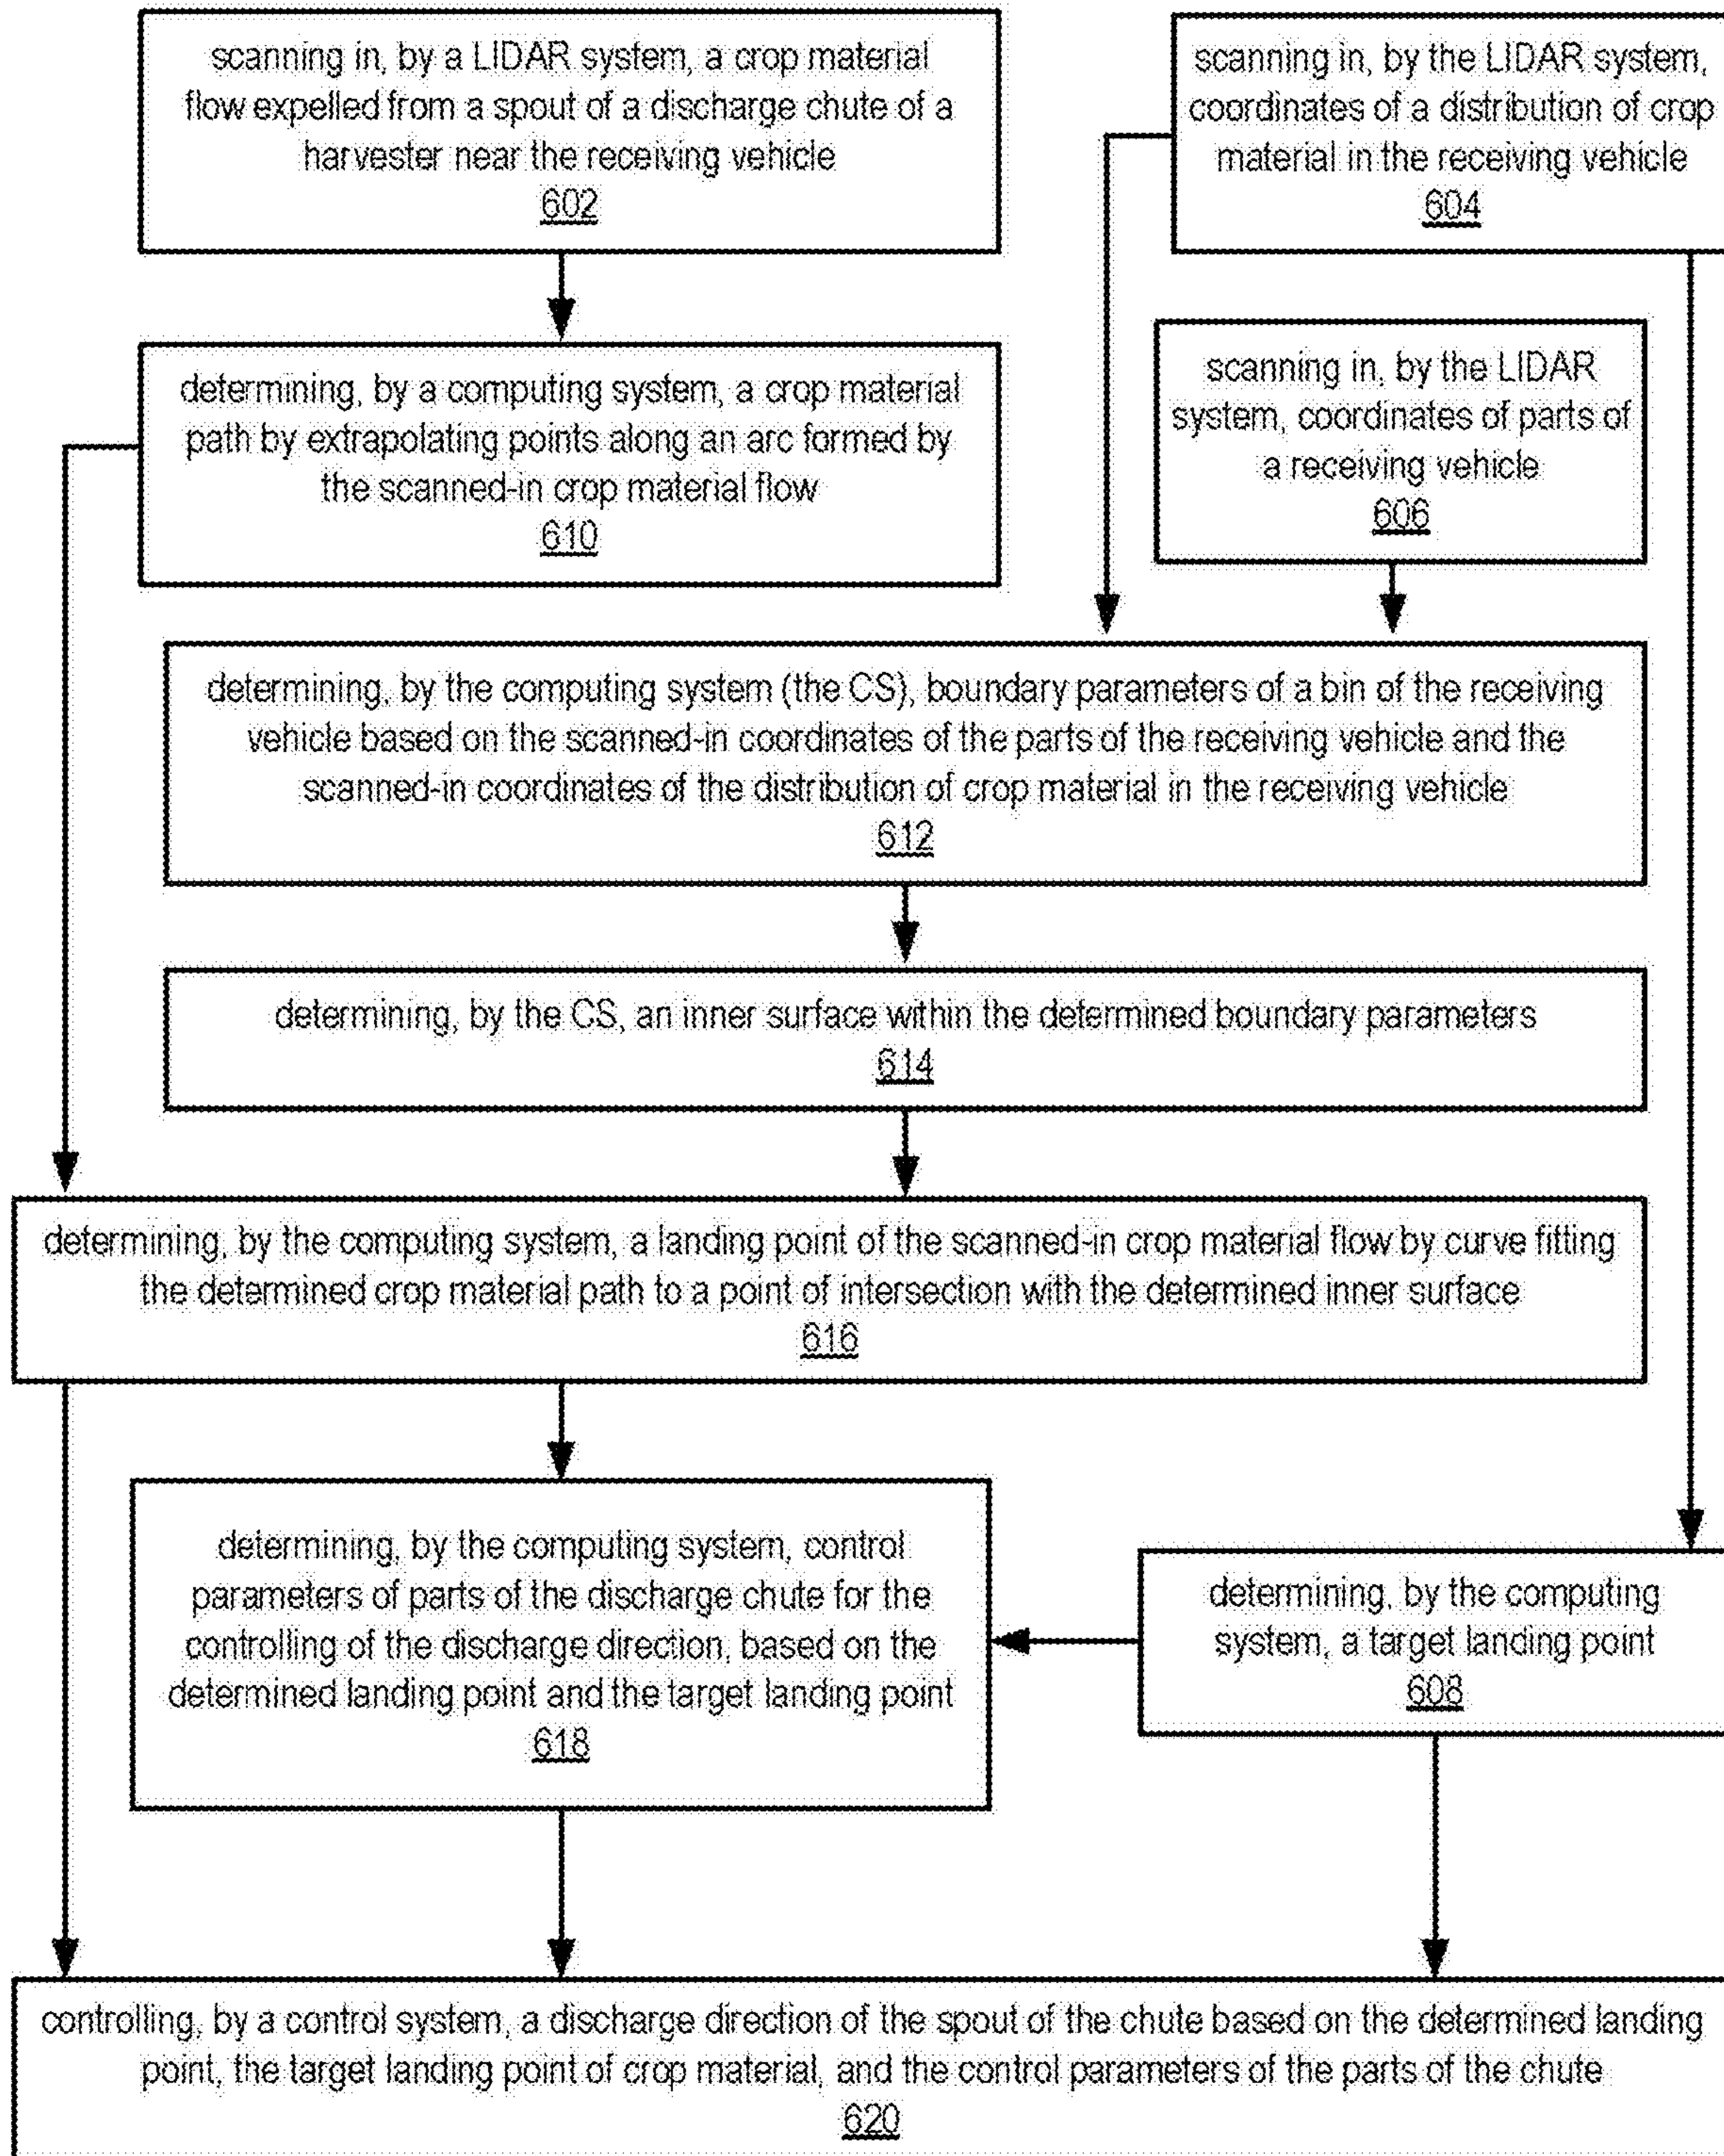 scanning in, by a LIDAR system, a crop material
flow expelled from a spout of a discharge chute of a
harvester near the receiving vehicle
602
scanning in, by the LIDAR system,
coordinates of a distribution of crop
material in the receiving vehicle
604
scanning in, by the LIDAR
system, coordinates of parts of
a receiving vehicle
606
determining, by a computing system, a crop material
path by extrapolating points along an arc formed by
the scanned-in crop material flow
610
determining, by the computing system (the CS), boundary parameters of a bin of the receiving
vehicle based on the scanned-in coordinates of the parts of the receiving vehicle and the
scanned-in coordinates of the distribution of crop material in the receiving vehicle
612
determining, by the CS, an inner surface within the determined boundary parameters
614
determining, by the computing system, a landing point of the scanned-in crop material flow by curve fitting
the determined crop material path to a point of intersection with the determined inner surface
616
determining, by the computing system, control
parameters of parts of the discharge chute for the
controlling of the discharge direction, based on the
determined landing point and the target landing point
618
determining, by the computing
system, a target landing point
608
controlling, by a control system, a discharge direction of the spout of the chute based on the determined landing
point, the target landing point of crop material, and the control parameters of the parts of the chute
620